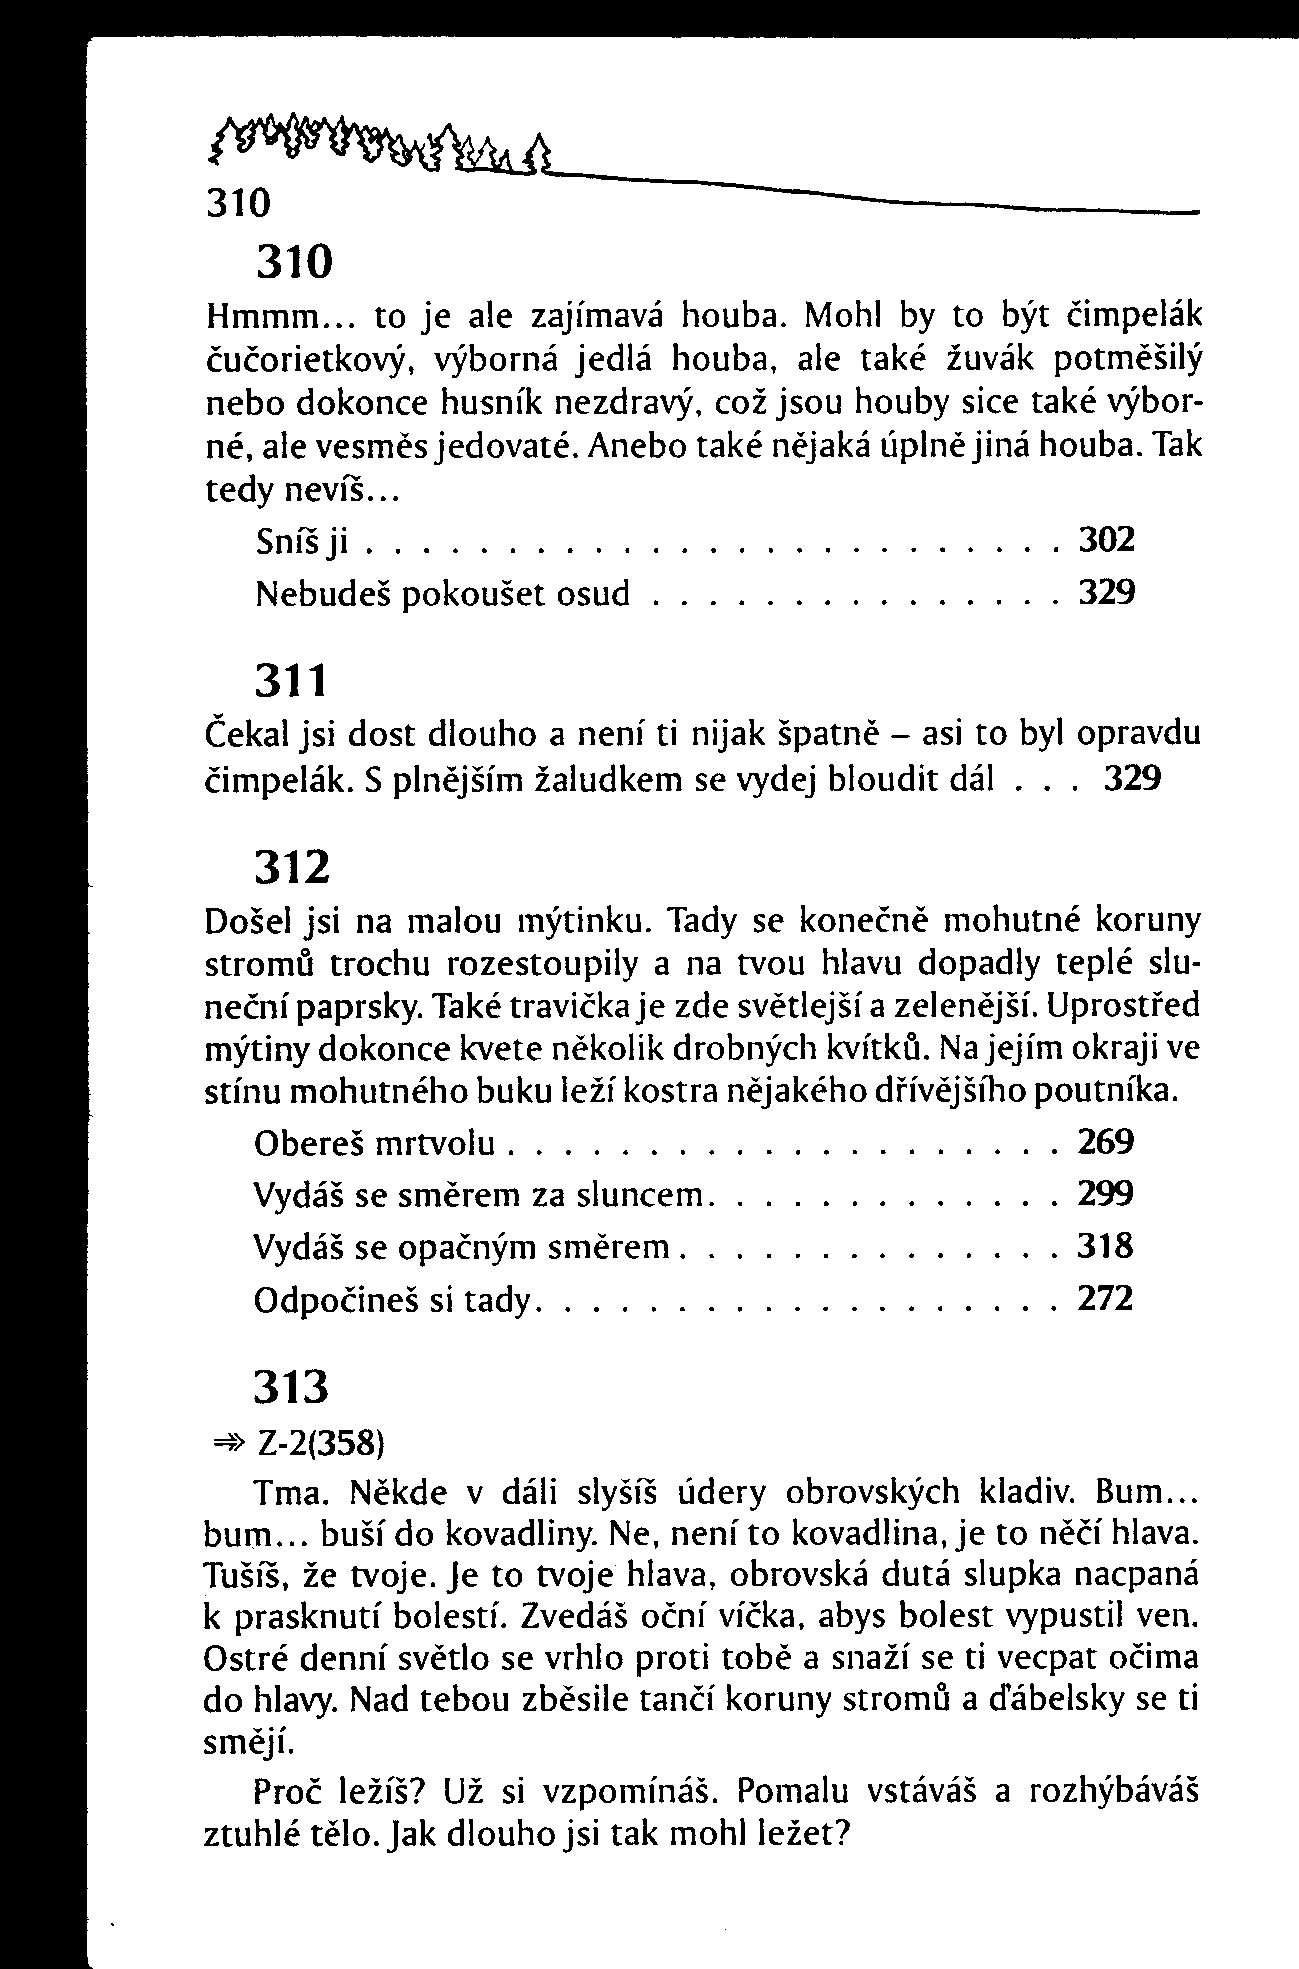 310
310
Hmmm... to je ale zajímavá houba. Mohl by to být čimpelák
čučorietkový, výborná jedlá houba, ale také žuvák potměšilý
nebo dokonce husník nezdravý, což jsou houby sice také výbor-
né, ale vesměs jedovaté. Anebo také nějaká úplně jiná houba. Tak
tedy nevíš...
Sníš ji . . . . . . . . . . . . . . . . . . . . . . . . . 302
Nebudeš pokoušet osud . . . . . . . . . . . . . . . 329
311
Čekal jsi dost dlouho a není ti nijak špatně – asi to byl opravdu
čimpelák. S plnějším žaludkem se vydej bloudit dál . . . 329
312
Došel jsi na malou mýtinku. Tady se konečně mohutné koruny
stromů trochu rozestoupily a na tvou hlavu dopadly teplé slu-
neční paprsky. Také travička je zde světlejší a zelenější. Uprostřed
mýtiny dokonce kvete několik drobných kvítků. Na jejím okraji ve
stínu mohutného buku leží kostra nějakého dřívějšího poutníka.
Obereš mrtvolu . . . . . . . . . . . . . . . . . . . . 269
Vydáš se směrem za sluncem. . . . . . . . . . . . . 299
Vydáš se opačným směrem . . . . . . . . . . . . . . 318
Odpočineš si tady. . . . . . . . . . . . . . . . . . . 272
313
⇻ Z-2(358)
Tma. Někde v dáli slyšíš údery obrovských kladiv. Bum...
bum... buší do kovadliny. Ne, není to kovadlina, je to něčí hlava.
Tušíš, že tvoje. Je to tvoje hlava, obrovská dutá slupka nacpaná
k prasknutí bolestí. Zvedáš oční víčka, abys bolest vypustil ven.
Ostré denní světlo se vrhlo proti tobě a snaží se ti vecpat očima
do hlavy. Nad tebou zběsile tančí koruny stromů a ďábelsky se ti
smějí.
Proč ležíš? Už si vzpomínáš. Pomalu vstáváš a rozhýbáváš
ztuhlé tělo. Jak dlouho jsi tak mohl ležet?